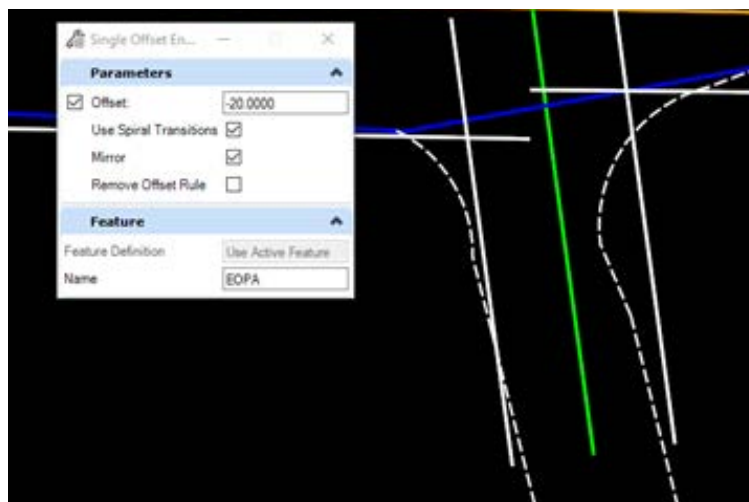 Single Offset En...
Parameters
Offset: -20.0000
Use Spiral Transitions
Mirror
Remove Offset Rule
Feature
Feature Definition Use Active Feature
Name EOPA